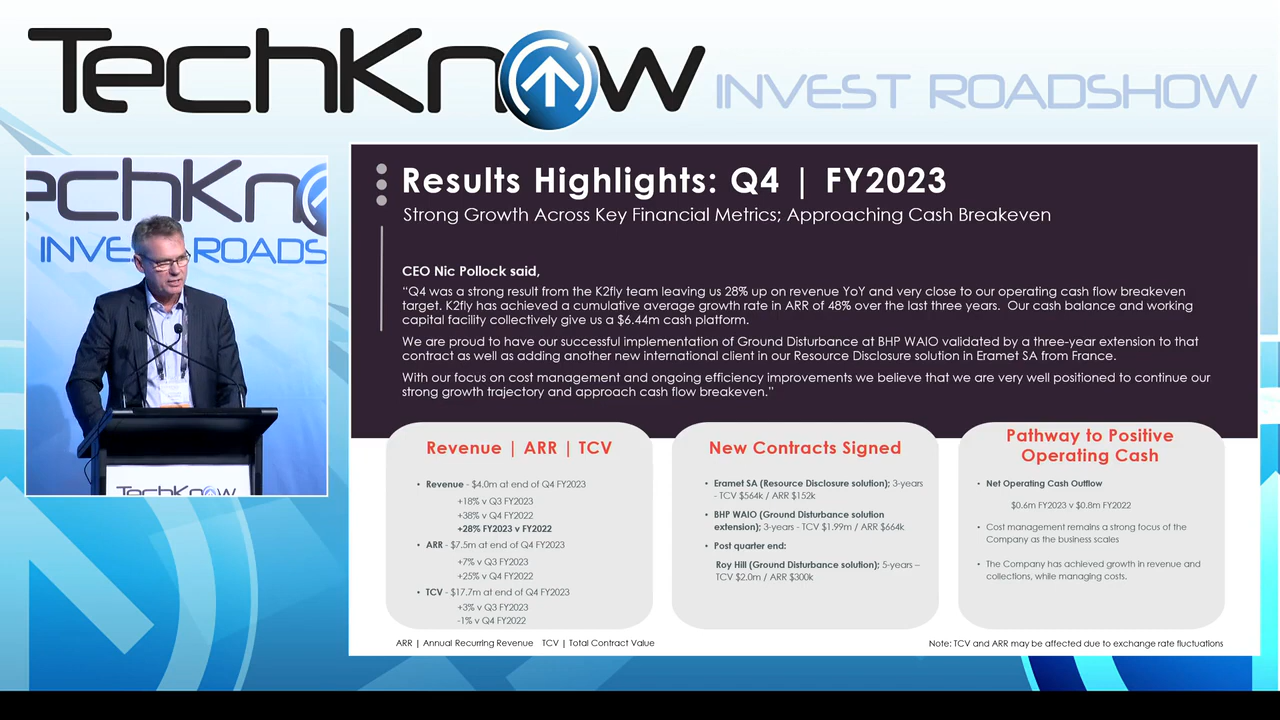 TechKnow INVEST ROADSHOW
echKno
INVE ROADS
TechKnow
Results Highlights: Q4 | FY2023
Strong Growth Across Key Financial Metrics; Approaching Cash Breakeven
CEO Nic Pollock said,
"Q4 was a strong result from the K2fly team leaving us 28% up on revenue YoY and very close to our operating cash flow breakeven
target. K2fly has achieved a cumulative average growth rate in ARR of 48% over the last three years. Our cash balance and working
capital facility collectively give us a $6.44m cash platform.
We are proud to have our successful implementation of Ground Disturbance at BHP WAIO validated by a three-year extension to that
contract as well as adding another new international client in our Resource Disclosure solution in Eramet SA from France.
With our focus on cost management and ongoing efficiency improvements we believe that we are very well positioned to continue our
strong growth trajectory and approach cash flow breakeven."
Revenue | ARR | TCV
• Revenue - $4.0m at end of Q4 FY2023
+18% v Q3 FY2023
+38% v Q4 FY2022
+28% FY2023 v FY2022
• ARR - $7.5m at end of Q4 FY2023
+7% v Q3 FY2023
+25% v Q4 FY2022
• TCV - $17.7m at end of Q4 FY2023
+3% v Q3 FY2023
-1% v Q4 FY2022
New Contracts Signed
• Eramet SA (Resource Disclosure solution); 3-years
- TCV $564k / ARR $152k
• BHP WAIO (Ground Disturbance solution
extension); 3-years - TCV $1.99m / ARR $664k
• Post quarter end:
Roy Hill (Ground Disturbance solution); 5-years –
TCV $2.0m / ARR $300k
Pathway to Positive
Operating Cash
• Net Operating Cash Outflow
$0.6m FY2023 v $0.8m FY2022
• Cost management remains a strong focus of the
Company as the business scales
• The Company has achieved growth in revenue and
collections, while managing costs.
ARR | Annual Recurring Revenue TCV | Total Contract Value
Note: TCV and ARR may be affected due to exchange rate fluctuations